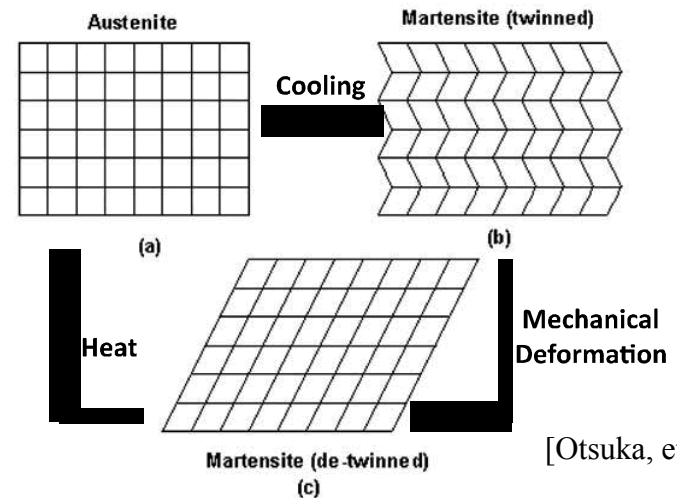 Austenite
Martensite (twinned)
Cooling
(a)
(b)
Heat
Mechanical
Deformation
Martensite (de-twinned)
(c)
[Otsuka, e